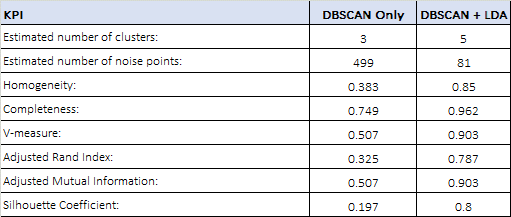 KPI DBSCAN Only DBSCAN + LDA
Estimated number of clusters: 3 5
Estimated number of noise points: 499 81
Homogeneity: 0.383 0.85
Completeness: 0.749 0.962
V-measure: 0.507 0.903
Adjusted Rand Index: 0.325 0.787
Adjusted Mutual Information: 0.507 0.903
Silhouette Coefficient: 0.197 0.8